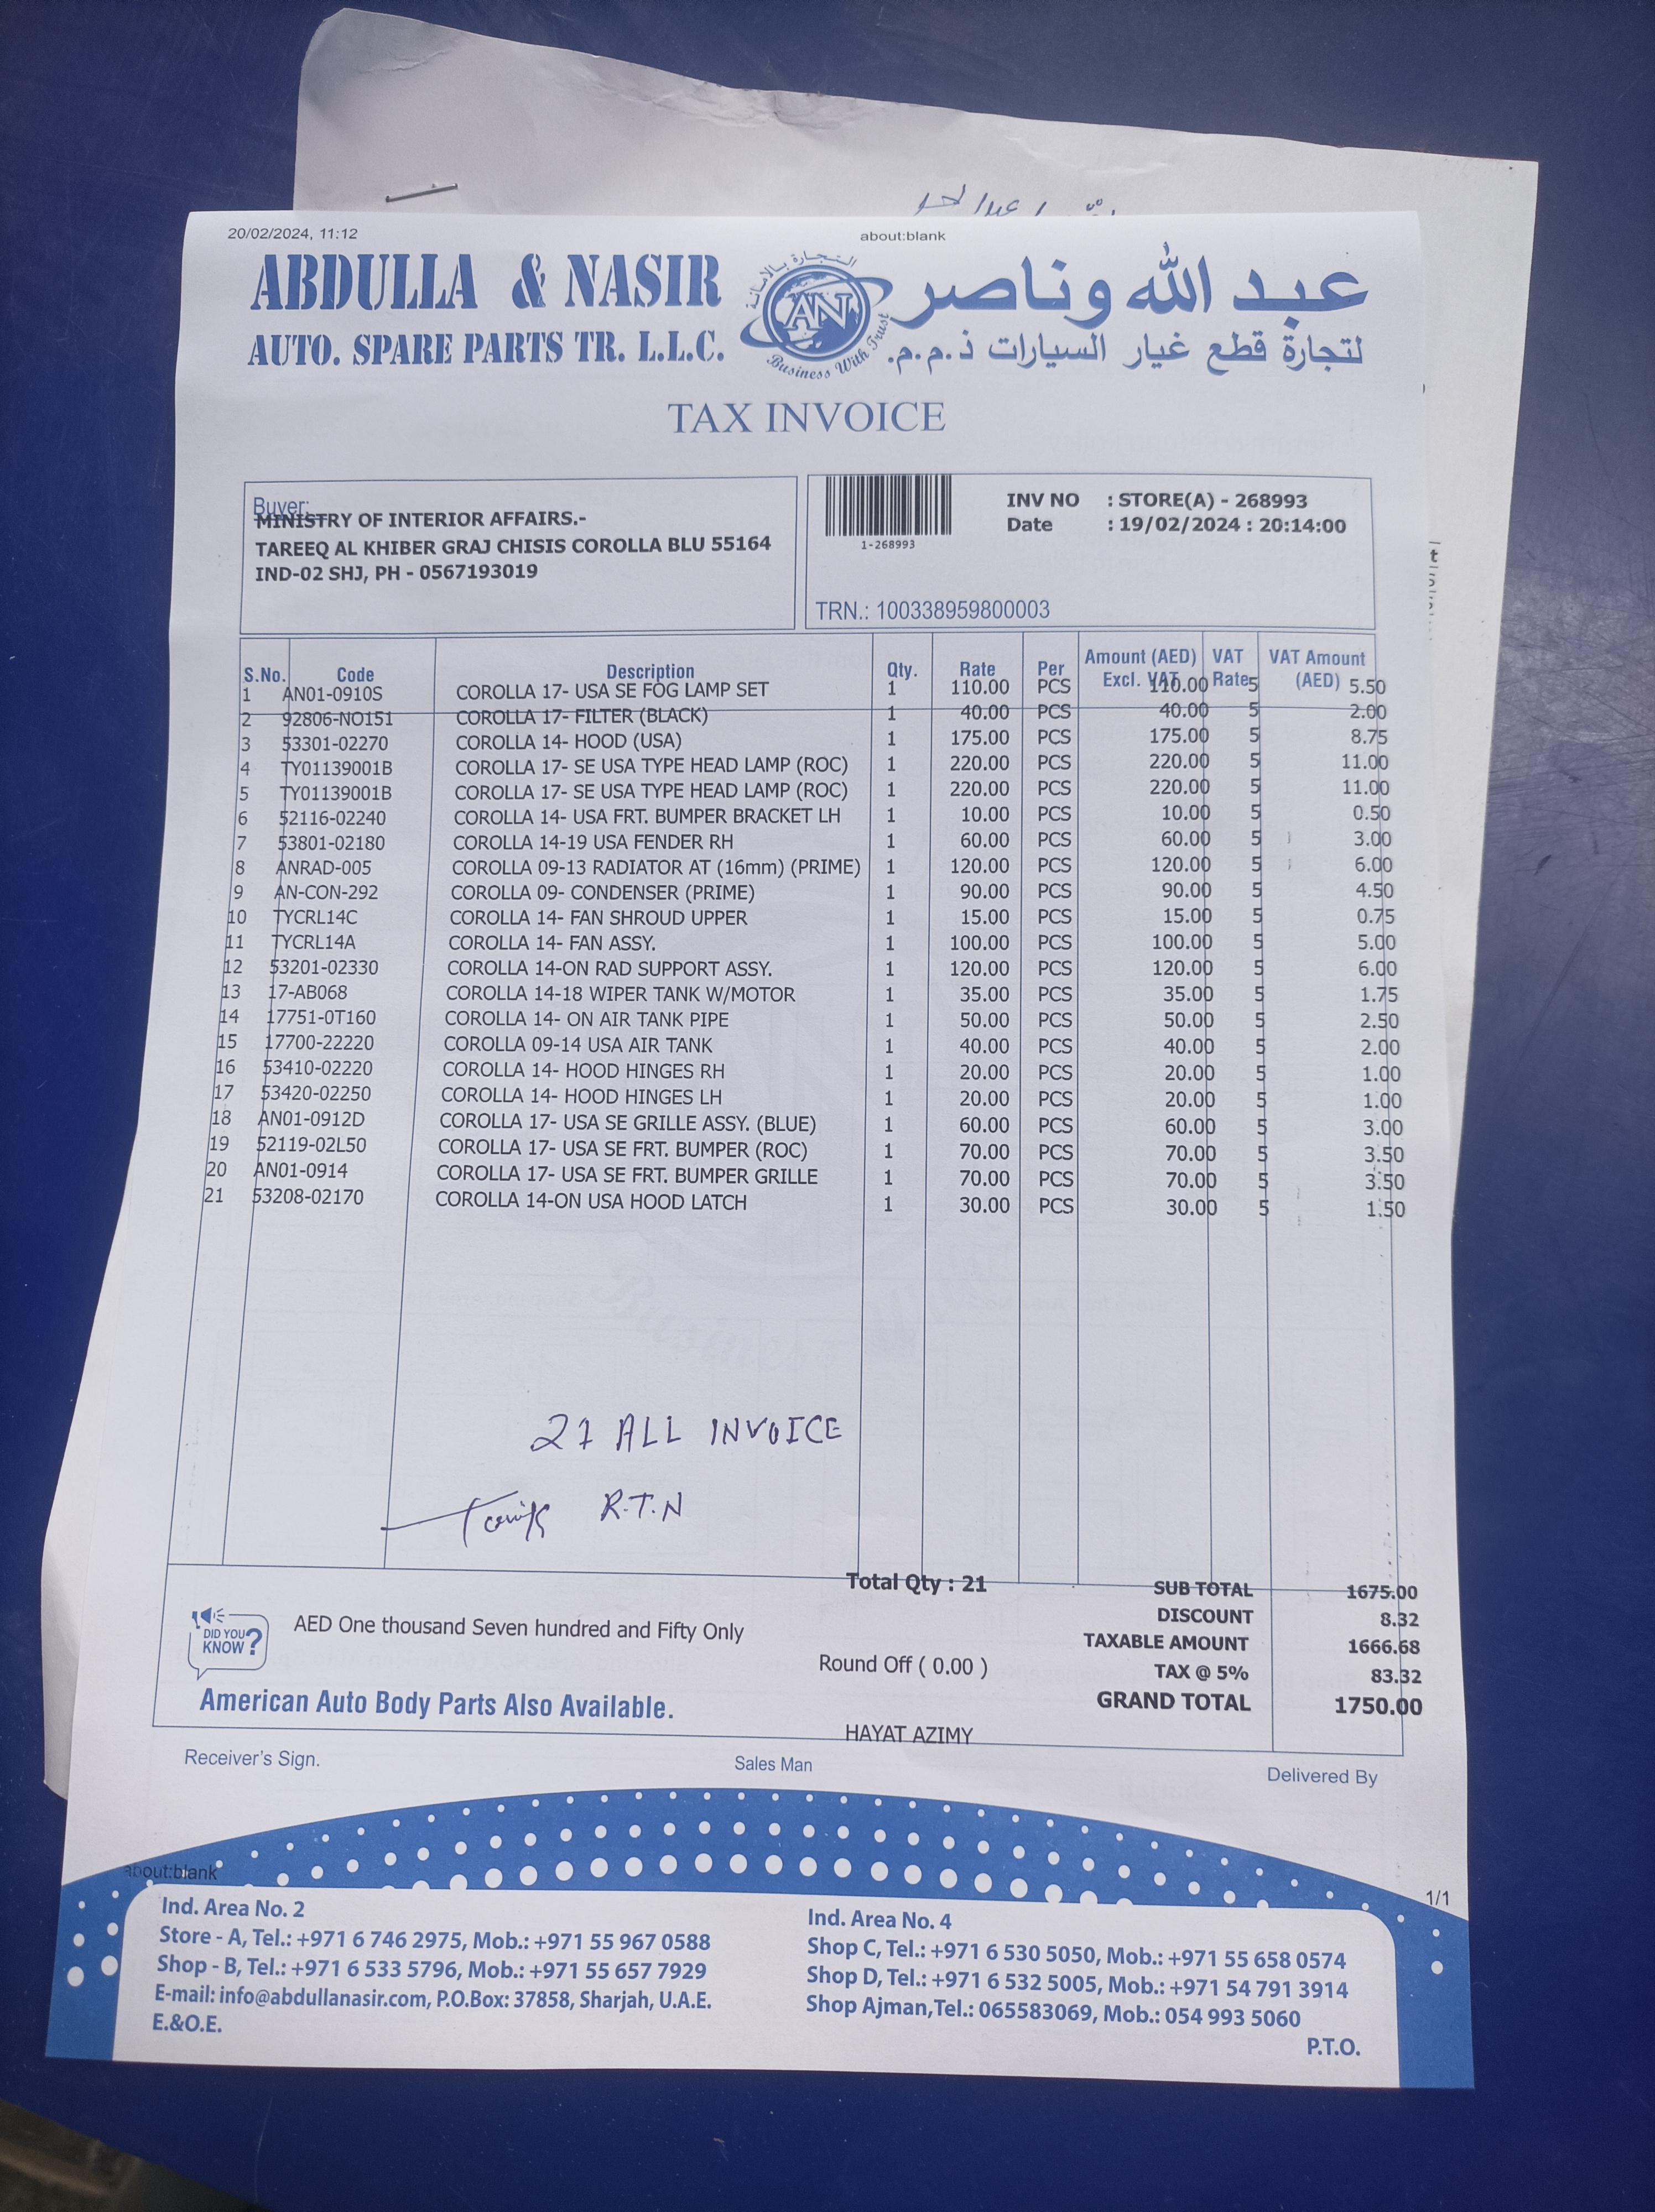 20/02/2024, 11:12
about:blank
ABDULLA & NASIR
AUTO. SPARE PARTS TR. L.L.C.
التجارة بالأمانة
AN
Business With Trust
عبد الله وناصر
لتجارة قطع غيار السيارات ذ.م.م.
TAX INVOICE
Buyer:
MINISTRY OF INTERIOR AFFAIRS.-
TAREEQ AL KHIBER GRAJ CHISIS COROLLA BLU 55164
IND-02 SHJ, PH - 0567193019
1-268993
INV NO : STORE(A) - 268993
Date : 19/02/2024 : 20:14:00
TRN.: 100338959800003
S.No. Code Description Qty. Rate Per Amount (AED) Excl. VAT VAT Rate VAT Amount (AED)
1 AN01-0910S COROLLA 17- USA SE FOG LAMP SET 1 110.00 PCS 110.00 5 5.50
2 92806-NO151 COROLLA 17- FILTER (BLACK) 1 40.00 PCS 40.00 5 2.00
3 53301-02270 COROLLA 14- HOOD (USA) 1 175.00 PCS 175.00 5 8.75
4 TY01139001B COROLLA 17- SE USA TYPE HEAD LAMP (ROC) 1 220.00 PCS 220.00 5 11.00
5 TY01139001B COROLLA 17- SE USA TYPE HEAD LAMP (ROC) 1 220.00 PCS 220.00 5 11.00
6 52116-02240 COROLLA 14- USA FRT. BUMPER BRACKET LH 1 10.00 PCS 10.00 5 0.50
7 53801-02180 COROLLA 14-19 USA FENDER RH 1 60.00 PCS 60.00 5 3.00
8 ANRAD-005 COROLLA 09-13 RADIATOR AT (16mm) (PRIME) 1 120.00 PCS 120.00 5 6.00
9 AN-CON-292 COROLLA 09- CONDENSER (PRIME) 1 90.00 PCS 90.00 5 4.50
10 TYCRL14C COROLLA 14- FAN SHROUD UPPER 1 15.00 PCS 15.00 5 0.75
11 TYCRL14A COROLLA 14- FAN ASSY. 1 100.00 PCS 100.00 5 5.00
12 53201-02330 COROLLA 14-ON RAD SUPPORT ASSY. 1 120.00 PCS 120.00 5 6.00
13 17-AB068 COROLLA 14-18 WIPER TANK W/MOTOR 1 35.00 PCS 35.00 5 1.75
14 17751-0T160 COROLLA 14- ON AIR TANK PIPE 1 50.00 PCS 50.00 5 2.50
15 17700-22220 COROLLA 09-14 USA AIR TANK 1 40.00 PCS 40.00 5 2.00
16 53410-02220 COROLLA 14- HOOD HINGES RH 1 20.00 PCS 20.00 5 1.00
17 53420-02250 COROLLA 14- HOOD HINGES LH 1 20.00 PCS 20.00 5 1.00
18 AN01-0912D COROLLA 17- USA SE GRILLE ASSY. (BLUE) 1 60.00 PCS 60.00 5 3.00
19 52119-02L50 COROLLA 17- USA SE FRT. BUMPER (ROC) 1 70.00 PCS 70.00 5 3.50
20 AN01-0914 COROLLA 17- USA SE FRT. BUMPER GRILLE 1 70.00 PCS 70.00 5 3.50
21 53208-02170 COROLLA 14-ON USA HOOD LATCH 1 30.00 PCS 30.00 5 1.50
21 ALL INVOICE
R.T.N
Total Qty : 21
SUB TOTAL 1675.00
DISCOUNT 8.32
TAXABLE AMOUNT 1666.68
TAX @ 5% 83.32
GRAND TOTAL 1750.00
DID YOU KNOW?
AED One thousand Seven hundred and Fifty Only
Round Off ( 0.00 )
American Auto Body Parts Also Available.
HAYAT AZIMY
Receiver's Sign.
Sales Man
Delivered By
about:blank
1/1
Ind. Area No. 2
Store - A, Tel.: +971 6 746 2975, Mob.: +971 55 967 0588
Shop - B, Tel.: +971 6 533 5796, Mob.: +971 55 657 7929
E-mail: info@abdullanasir.com, P.O.Box: 37858, Sharjah, U.A.E.
E.&O.E.
Ind. Area No. 4
Shop C, Tel.: +971 6 530 5050, Mob.: +971 55 658 0574
Shop D, Tel.: +971 6 532 5005, Mob.: +971 54 791 3914
Shop Ajman,Tel.: 065583069, Mob.: 054 993 5060
P.T.O.